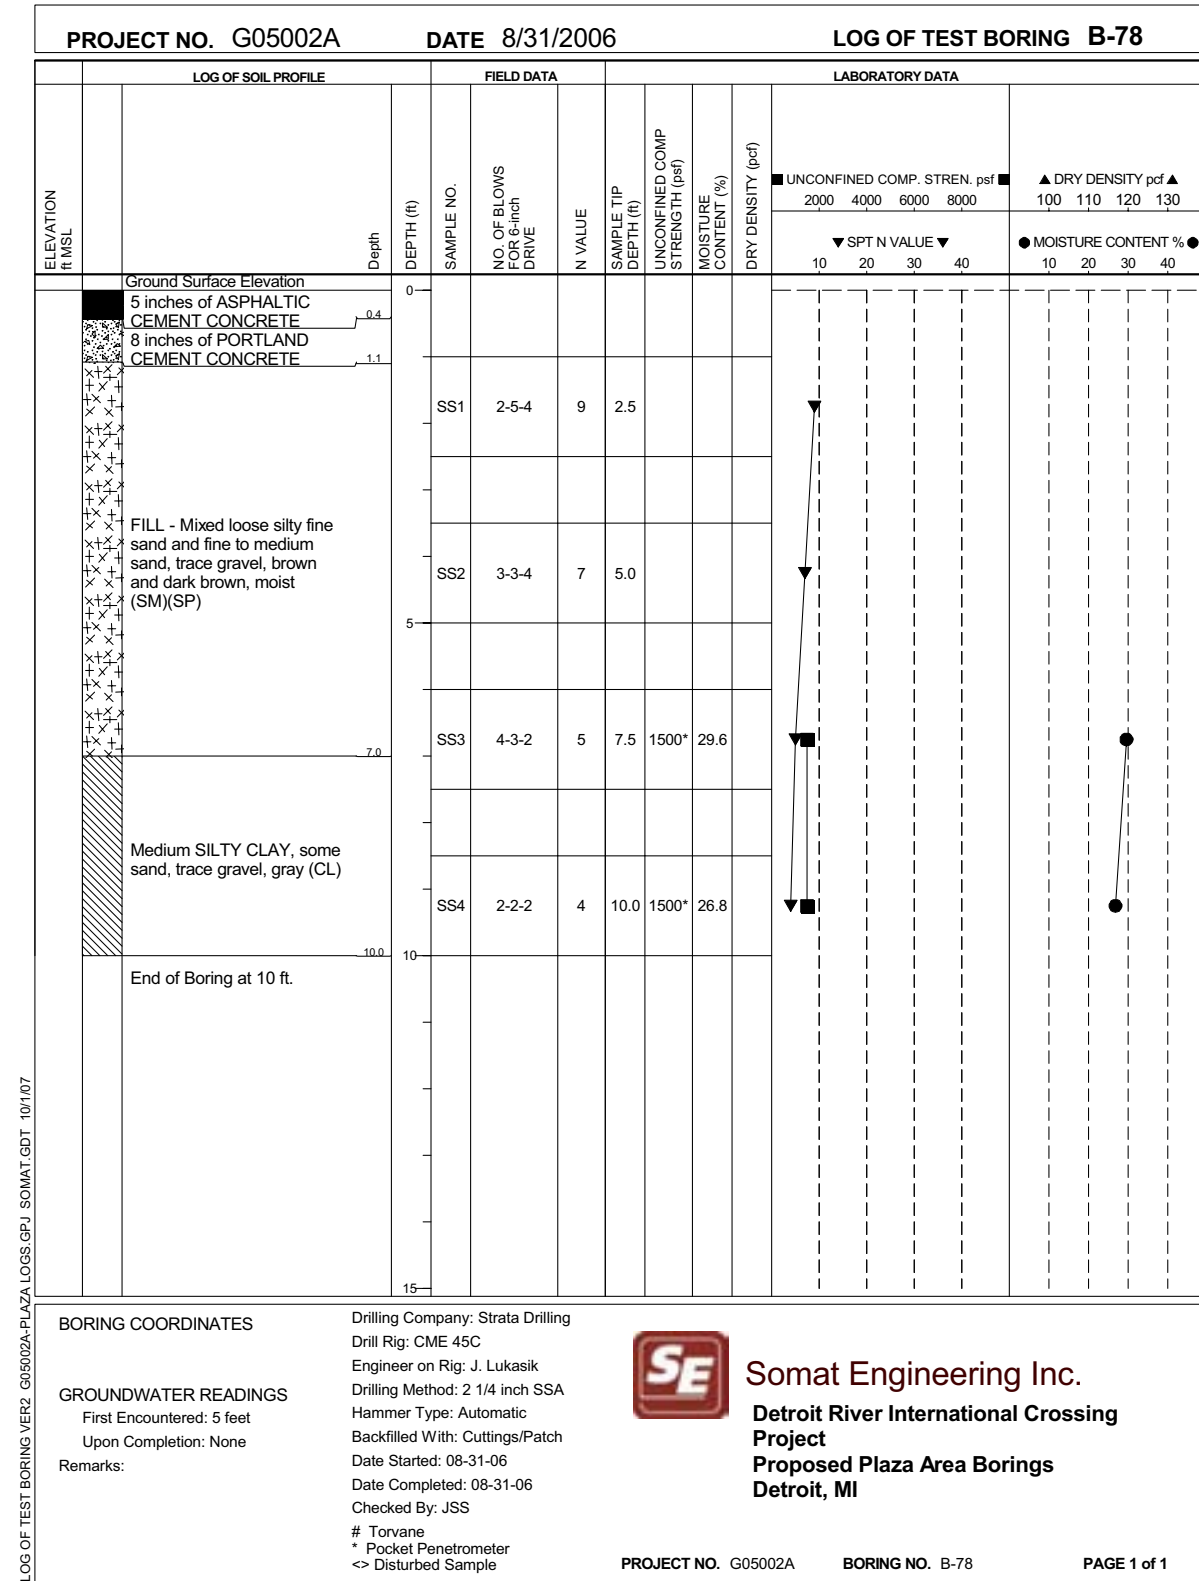 PROJECT NO. G05002A DATE 8/31/2006 LOG OF TEST BORING B-78
LOG OF SOIL PROFILE FIELD DATA LABORATORY DATA
ELEVATION
ft MSL
Depth
DEPTH (ft)
SAMPLE NO.
NO. OF BLOWS
FOR 6-inch
DRIVE
N VALUE
SAMPLE TIP
DEPTH (ft)
UNCONFINED COMP
STRENGTH (psf)
MOISTURE
CONTENT (%)
DRY DENSITY (pcf)
■ UNCONFINED COMP. STREN. psf ■ ▲ DRY DENSITY pcf ▲
2000 4000 6000 8000 100 110 120 130
▼ SPT N VALUE ▼ ● MOISTURE CONTENT % ●
10 20 30 40 10 20 30 40
Ground Surface Elevation
0
5 inches of ASPHALTIC
CEMENT CONCRETE 0.4
8 inches of PORTLAND
CEMENT CONCRETE 1.1
SS1 2-5-4 9 2.5
FILL - Mixed loose silty fine
sand and fine to medium
sand, trace gravel, brown
and dark brown, moist
(SM)(SP)
SS2 3-3-4 7 5.0
5
SS3 4-3-2 5 7.5 1500* 29.6
7.0
Medium SILTY CLAY, some
sand, trace gravel, gray (CL)
SS4 2-2-2 4 10.0 1500* 26.8
10.0 10
End of Boring at 10 ft.
15
LOG OF TEST BORING VER2 G05002A-PLAZA LOGS.GPJ SOMAT.GDT 10/1/07
BORING COORDINATES
GROUNDWATER READINGS
First Encountered: 5 feet
Upon Completion: None
Remarks:
Drilling Company: Strata Drilling
Drill Rig: CME 45C
Engineer on Rig: J. Lukasik
Drilling Method: 2 1/4 inch SSA
Hammer Type: Automatic
Backfilled With: Cuttings/Patch
Date Started: 08-31-06
Date Completed: 08-31-06
Checked By: JSS
# Torvane
* Pocket Penetrometer
<> Disturbed Sample
SE
Somat Engineering Inc.
Detroit River International Crossing
Project
Proposed Plaza Area Borings
Detroit, MI
PROJECT NO. G05002A BORING NO. B-78 PAGE 1 of 1